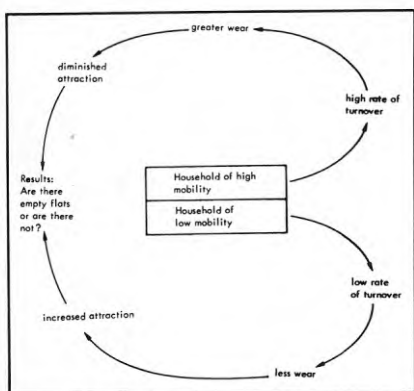 greater wear
diminished
attraction
high rate of
turnover
Results:
Are there
empty flats
or are there
not?
Household of high
mobility
Household of
low mobility
low rate
of turnover
increased attraction
less wear